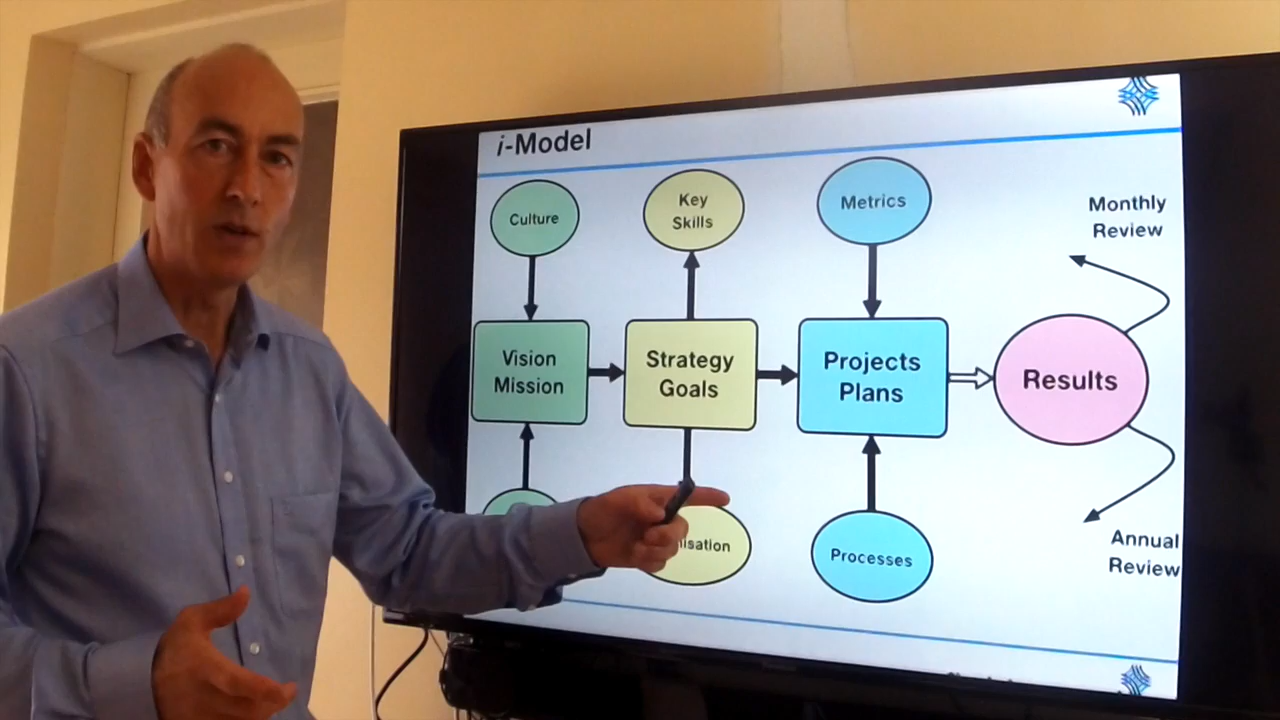 i-Model
Culture
Key
Skills
Metrics
Monthly
Review
Vision
Mission
Strategy
Goals
Projects
Plans
Results
Processes
Annual
Review